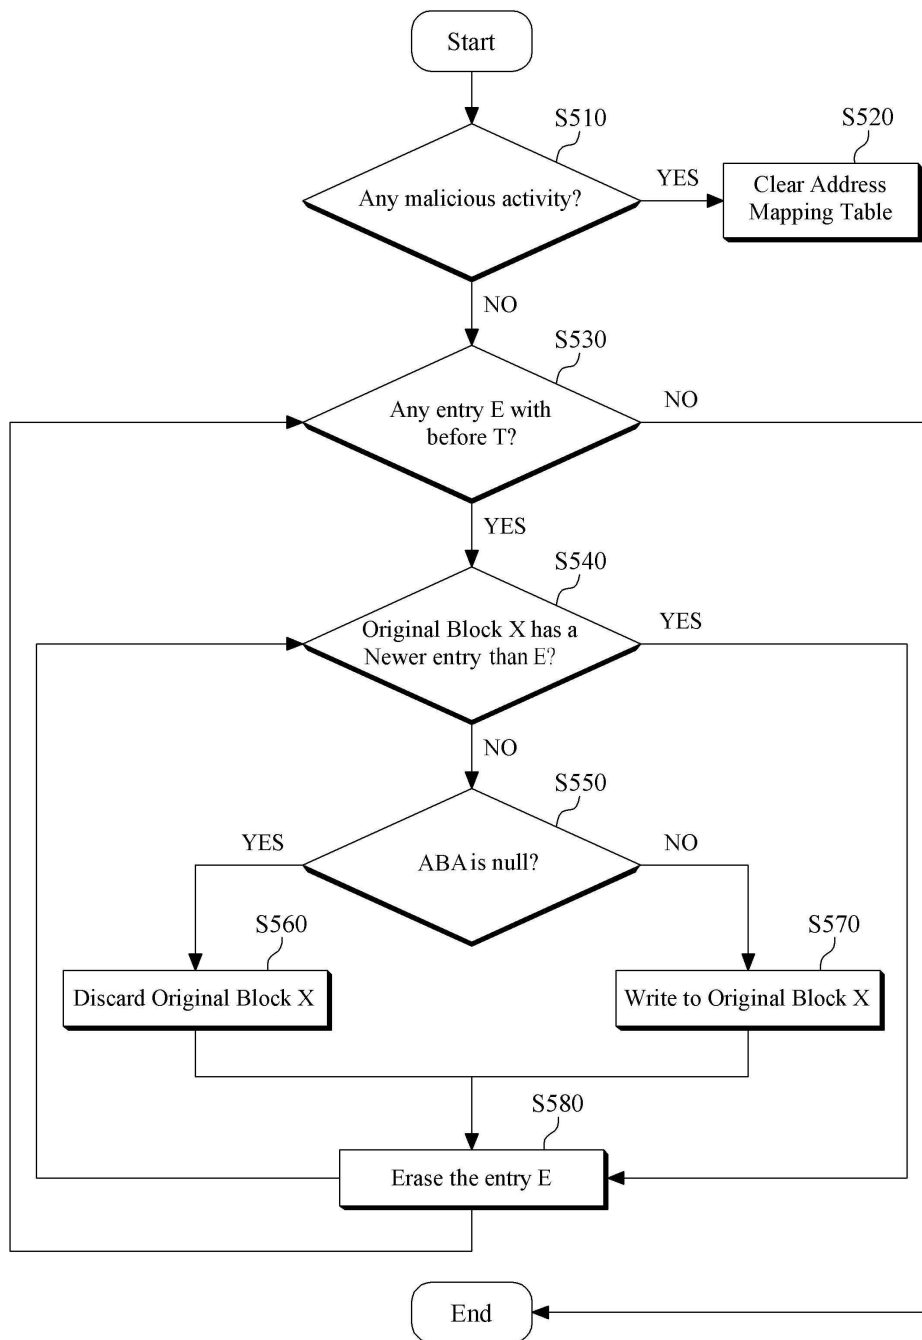 Start
S510
Any malicious activity?
YES
S520
Clear Address
Mapping Table
NO
S530
Any entry E with
before T?
NO
YES
S540
Original Block X has a
Newer entry than E?
YES
NO
S550
ABA is null?
YES
NO
S560
Discard Original Block X
S570
Write to Original Block X
S580
Erase the entry E
End